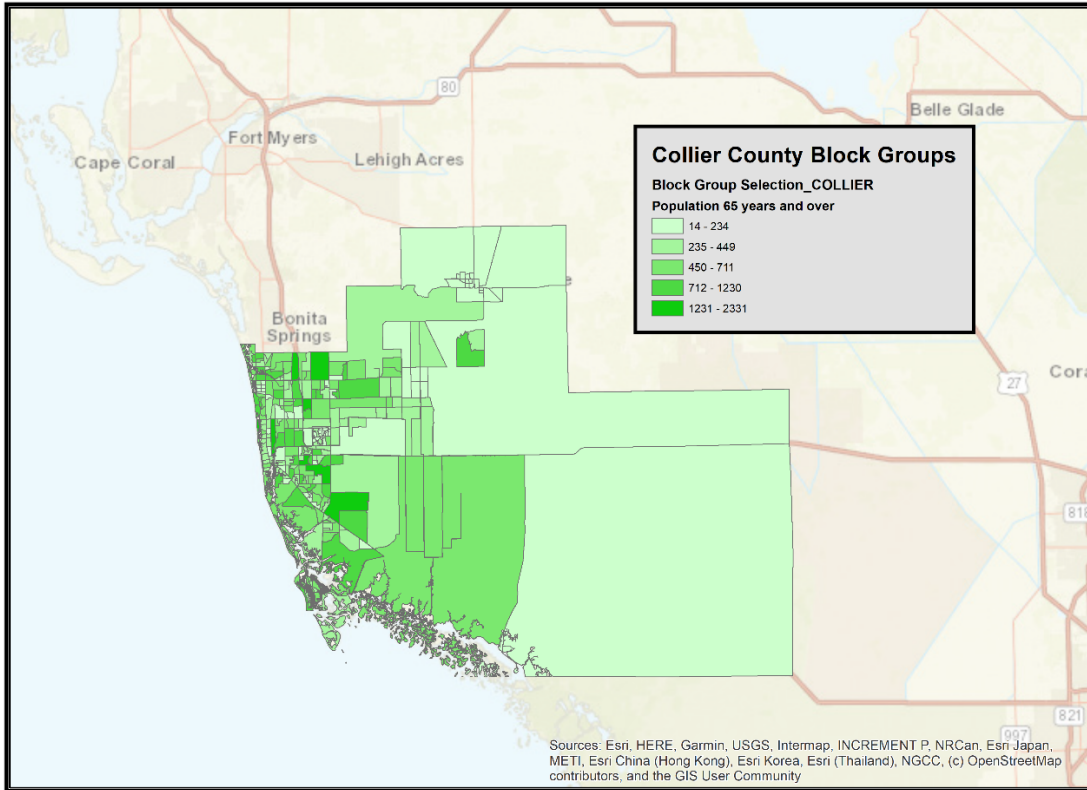 80
Belle Glade
Fort Myers
Cape Coral
Lehigh Acres
Collier County Block Groups
Block Group Selection_COLLIER
Population 65 years and over
14 - 234
235 - 449
450 - 711
712 - 1230
1231 - 2331
Bonita
Springs
27
Cora
818
821
997
Sources: Esri, HERE, Garmin, USGS, Intermap, INCREMENT P, NRCan, Esri Japan,
METI, Esri China (Hong Kong), Esri Korea, Esri (Thailand), NGCC, (c) OpenStreetMap
contributors, and the GIS User Community